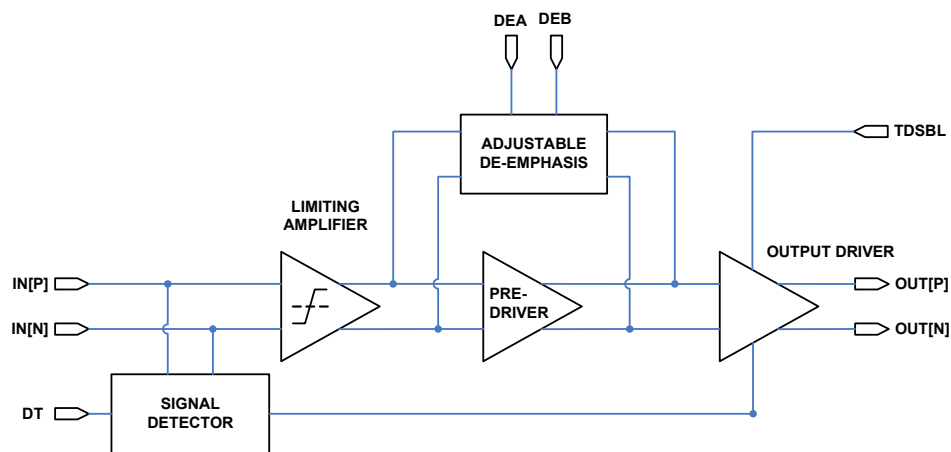 DEA
DEB
ADJUSTABLE
DE-EMPHASIS
TDSBL
LIMITING
AMPLIFIER
OUTPUT DRIVER
IN[P]
PRE-
DRIVER
OUT[P]
IN[N]
OUT[N]
DT
SIGNAL
DETECTOR